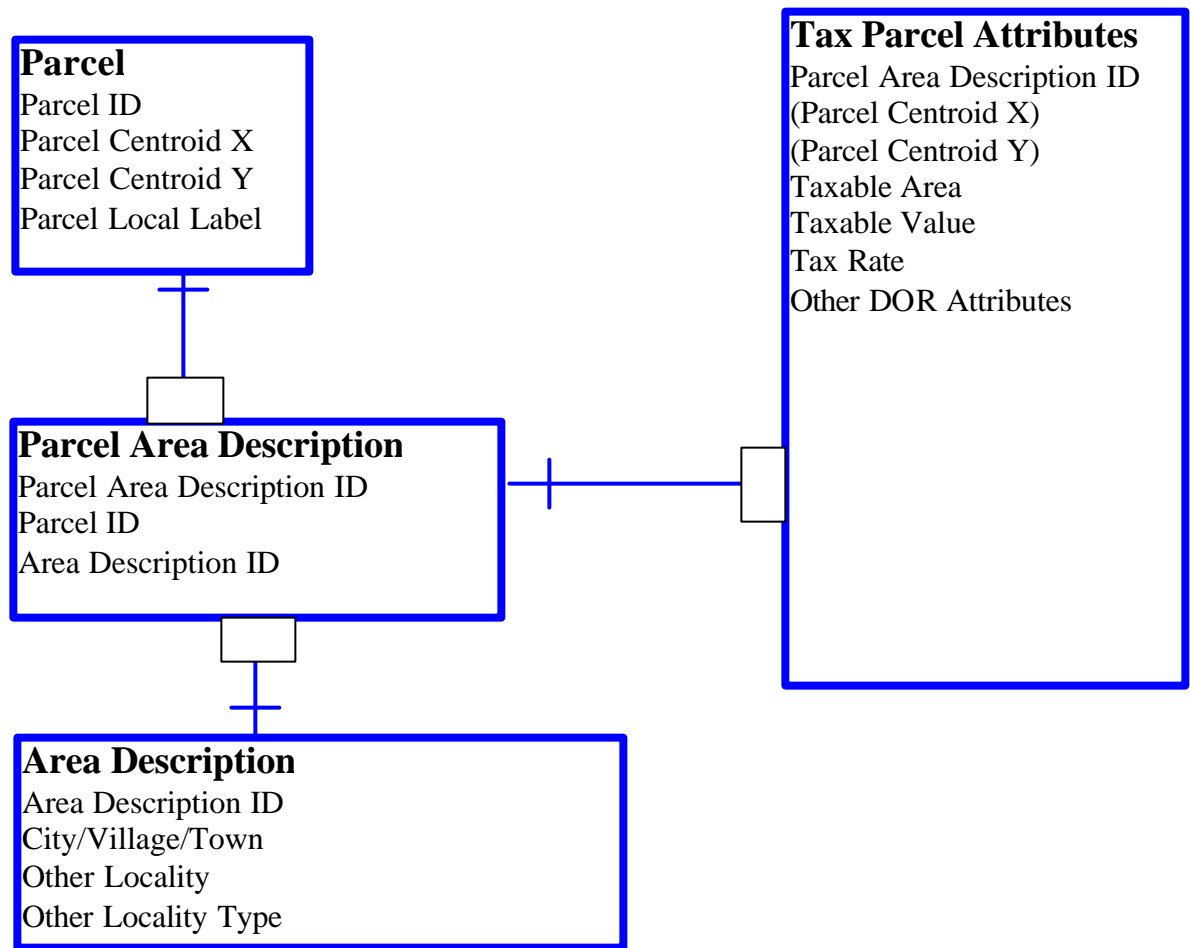 Parcel
Parcel ID
Parcel Centroid X
Parcel Centroid Y
Parcel Local Label
Tax Parcel Attributes
Parcel Area Description ID
(Parcel Centroid X)
(Parcel Centroid Y)
Taxable Area
Taxable Value
Tax Rate
Other DOR Attributes
Parcel Area Description
Parcel Area Description ID
Parcel ID
Area Description ID
Area Description
Area Description ID
City/Village/Town
Other Locality
Other Locality Type